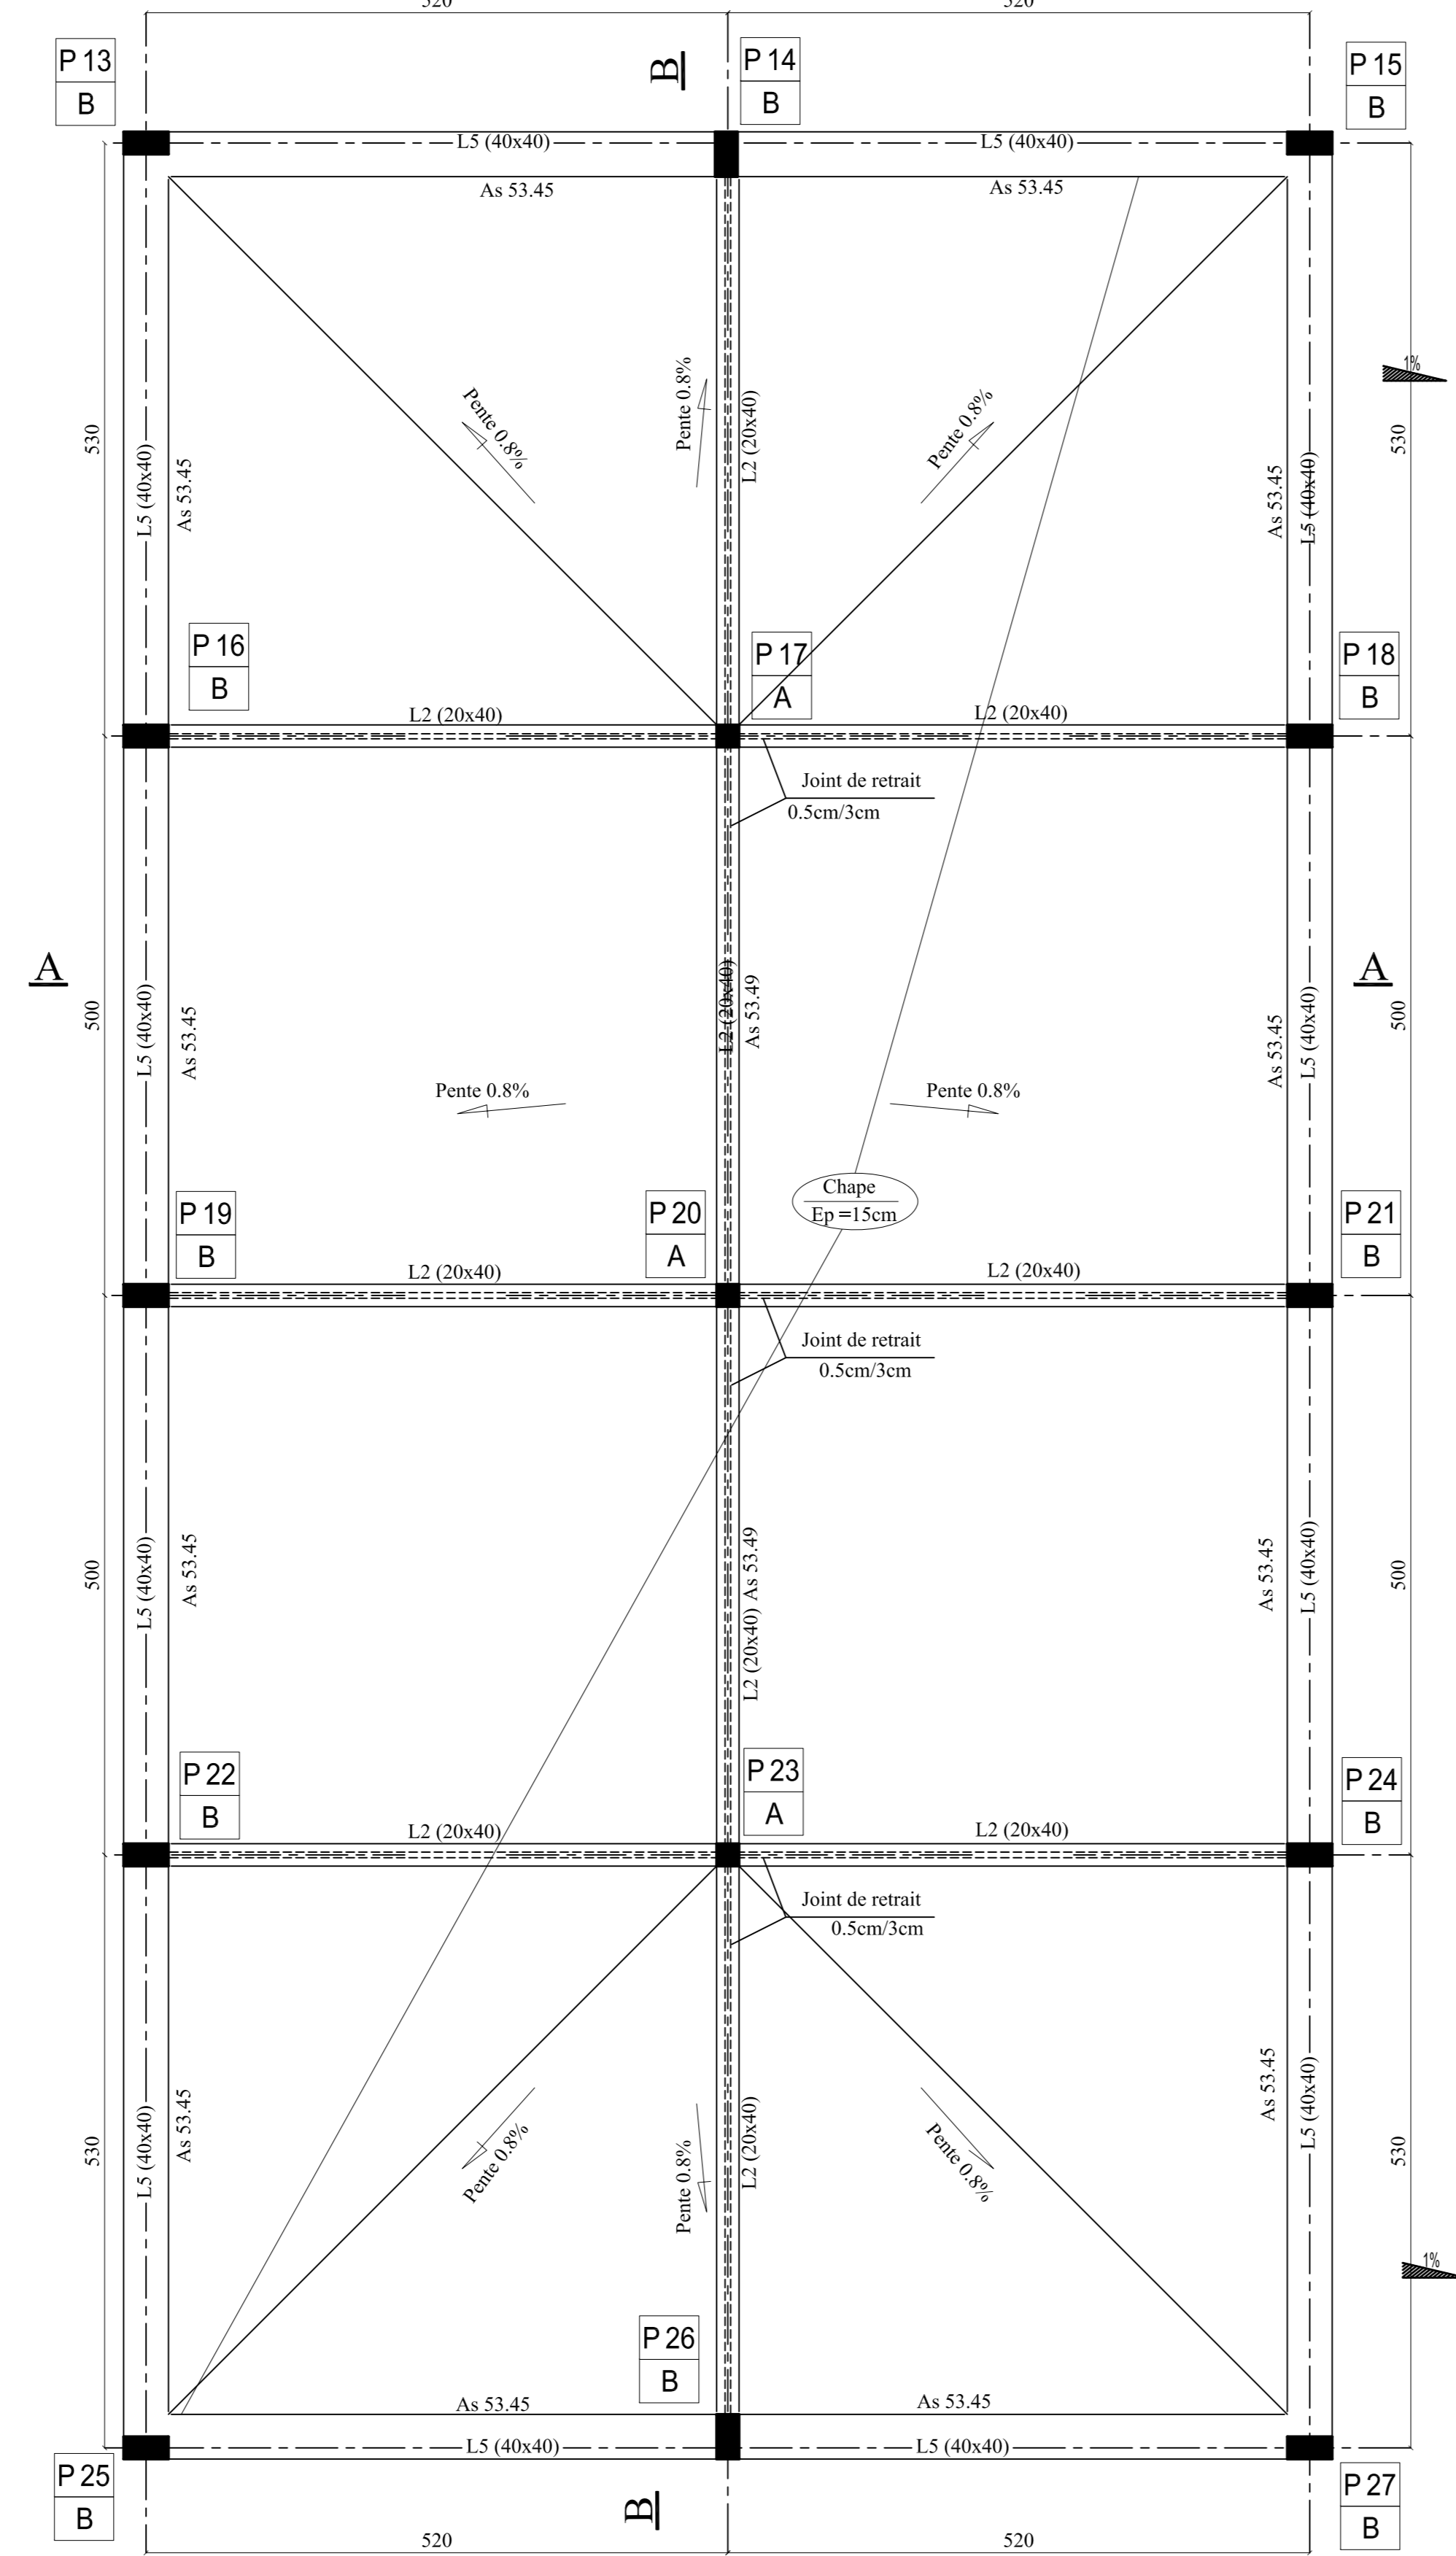 520
520
P 13
B
B
P 14
B
P 15
B
L5 (40x40)
L5 (40x40)
As 53.45
As 53.45
530
L5 (40x40)
As 53.45
Pente 0.8%
Pente 0.8%
L2 (20x40)
Pente 0.8%
As 53.45
L5 (40x40)
1%
530
P 16
B
P 17
A
P 18
B
L2 (20x40)
L2 (20x40)
Joint de retrait
0.5cm/3cm
A
A
500
L5 (40x40)
As 53.45
L2 (20x40)
As 53.49
As 53.45
L5 (40x40)
500
Pente 0.8%
Pente 0.8%
Chape
Ep =15cm
P 19
B
P 20
A
P 21
B
L2 (20x40)
L2 (20x40)
Joint de retrait
0.5cm/3cm
500
L5 (40x40)
As 53.45
L2 (20x40) As 53.49
As 53.45
L5 (40x40)
500
P 22
B
P 23
A
P 24
B
L2 (20x40)
L2 (20x40)
Joint de retrait
0.5cm/3cm
530
L5 (40x40)
As 53.45
Pente 0.8%
Pente 0.8%
L2 (20x40)
Pente 0.8%
As 53.45
L5 (40x40)
530
1%
P 26
B
As 53.45
As 53.45
L5 (40x40)
L5 (40x40)
P 25
B
B
P 27
B
520
520